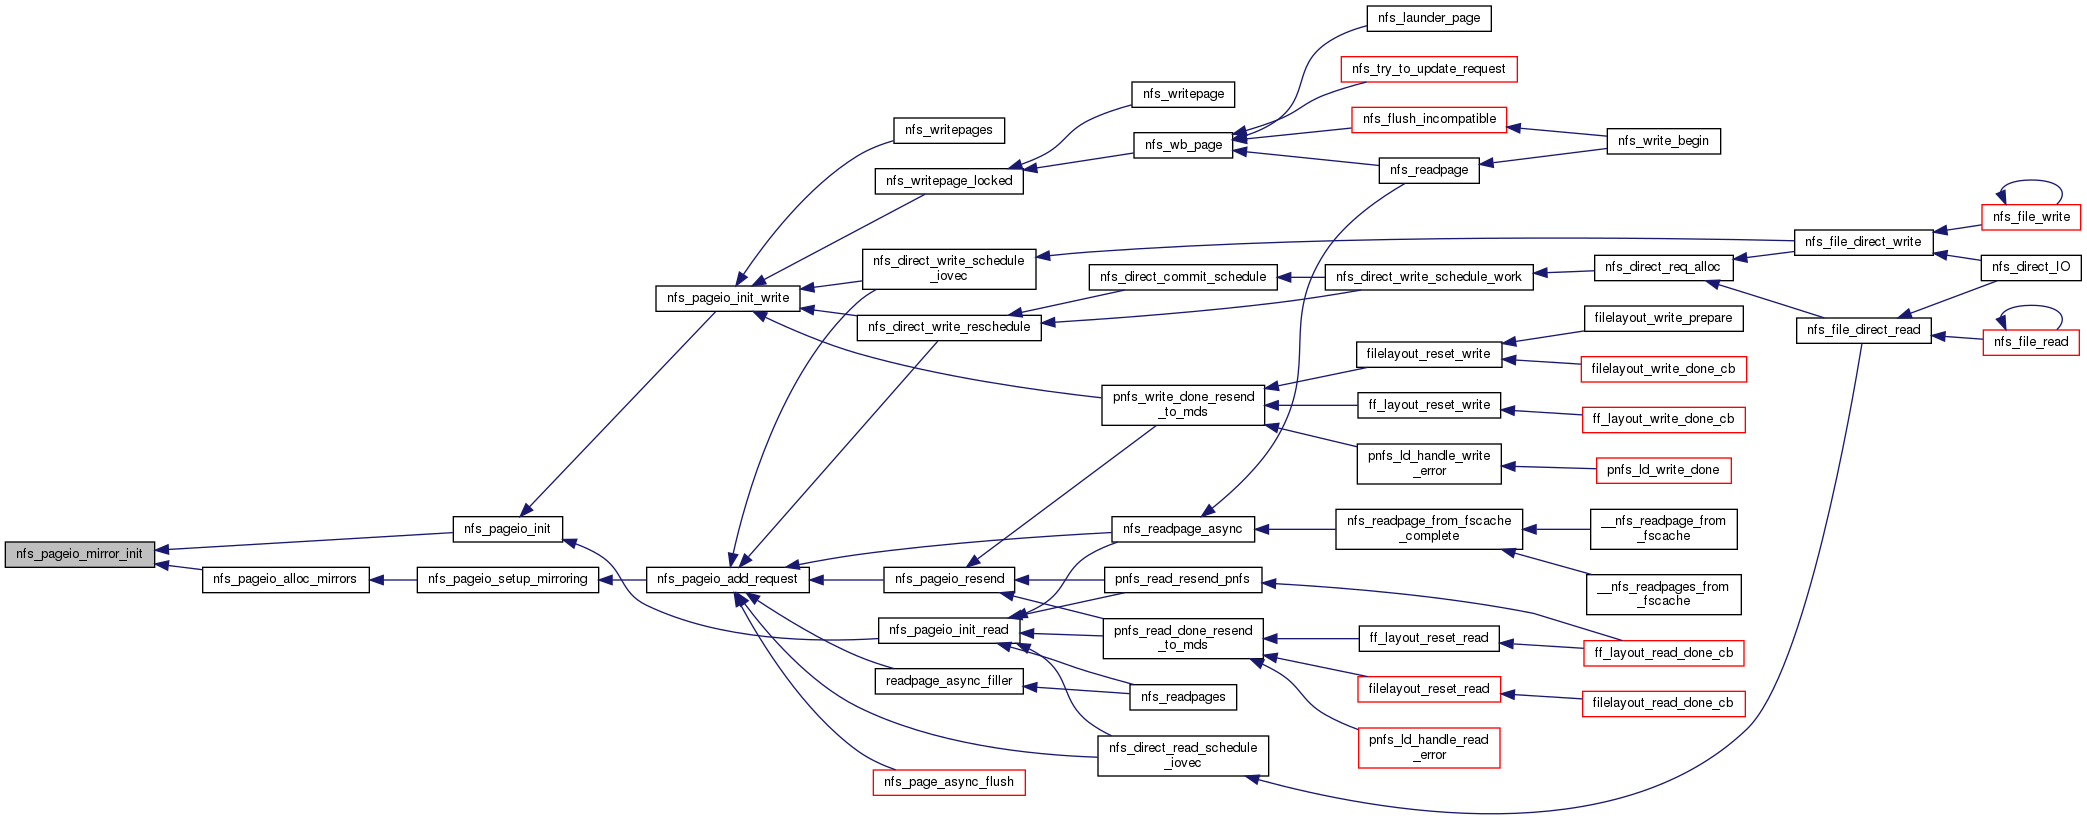 nfs_launder_page
nfs_try_to_update_request
nfs_writepage
nfs_flush_incompatible
nfs_writepages
nfs_wb_page
nfs_write_begin
nfs_readpage
nfs_writepage_locked
nfs_file_write
nfs_file_direct_write
nfs_direct_write_schedule
_iovec
nfs_direct_req_alloc
nfs_direct_IO
nfs_direct_commit_schedule
nfs_direct_write_schedule_work
nfs_pageio_init_write
filelayout_write_prepare
nfs_direct_write_reschedule
nfs_file_direct_read
nfs_file_read
filelayout_reset_write
filelayout_write_done_cb
pnfs_write_done_resend
_to_mds
ff_layout_reset_write
ff_layout_write_done_cb
pnfs_ld_handle_write
_error
pnfs_ld_write_done
nfs_pageio_init
nfs_readpage_async
nfs_readpage_from_fscache
_complete
__nfs_readpage_from
_fscache
nfs_pageio_mirror_init
nfs_pageio_alloc_mirrors
nfs_pageio_setup_mirroring
nfs_pageio_add_request
nfs_pageio_resend
pnfs_read_resend_pnfs
__nfs_readpages_from
_fscache
nfs_pageio_init_read
pnfs_read_done_resend
_to_mds
ff_layout_reset_read
ff_layout_read_done_cb
readpage_async_filler
nfs_readpages
filelayout_reset_read
filelayout_read_done_cb
nfs_direct_read_schedule
_iovec
pnfs_ld_handle_read
_error
nfs_page_async_flush